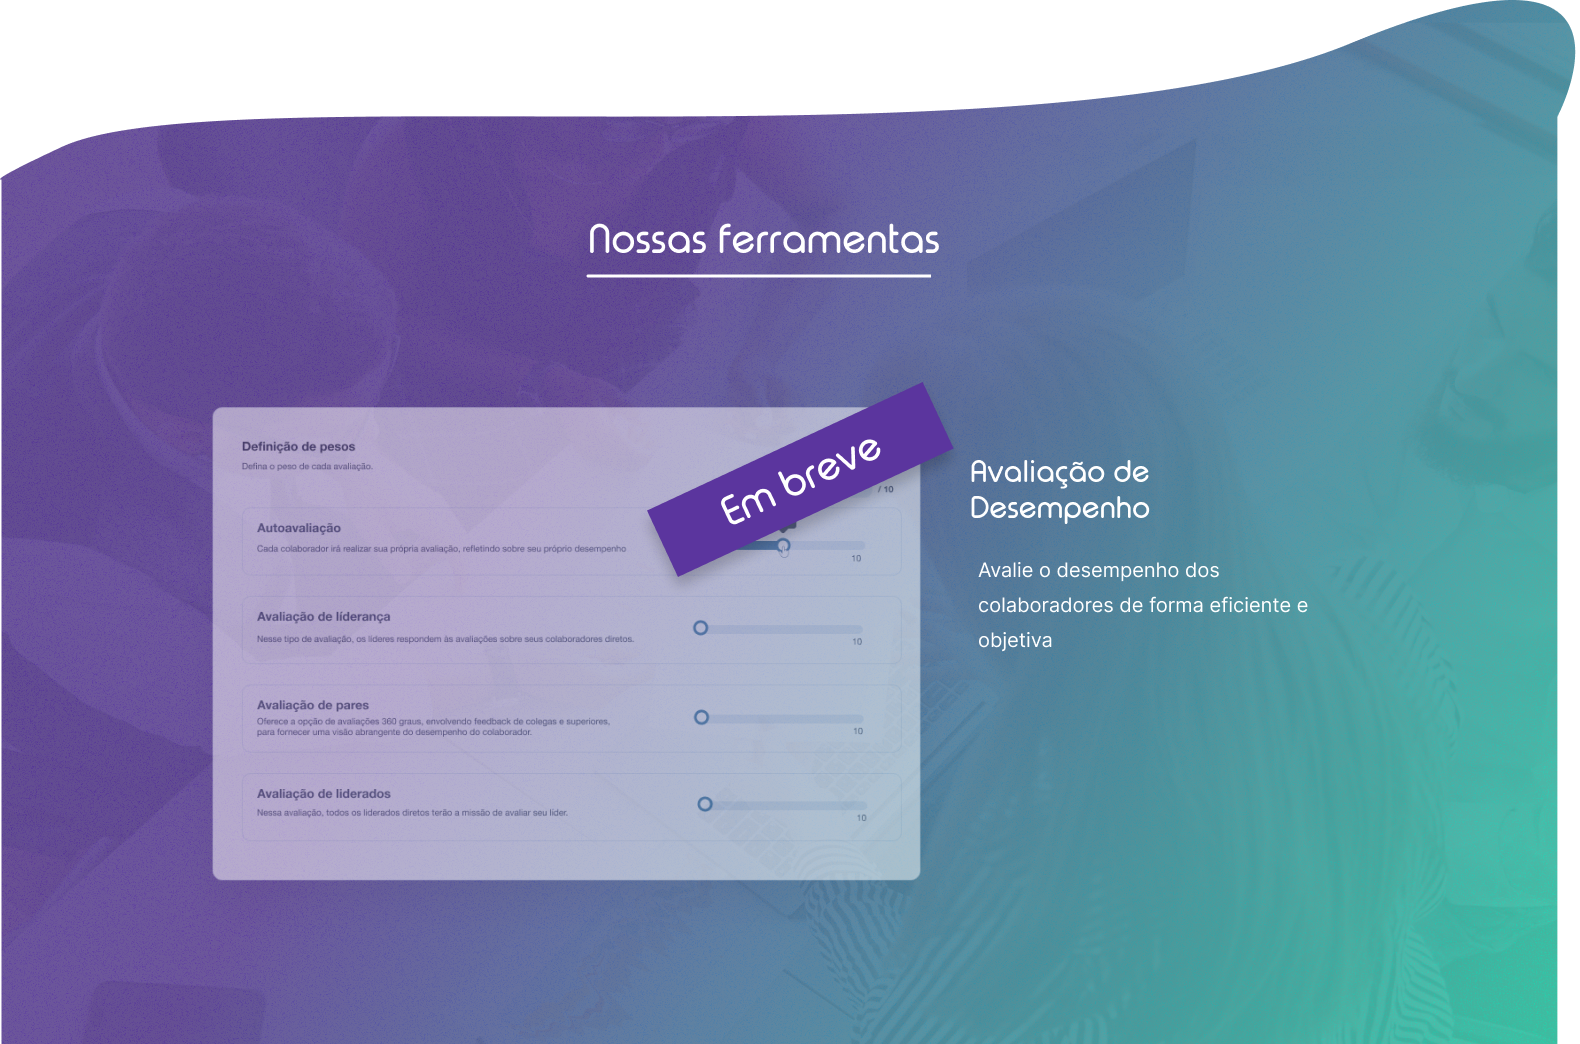 Nossas ferramentas
Definição de pesos
Defina o peso de cada avaliação.
Em breve
/ 10
Autoavaliação
Cada colaborador irá realizar sua própria avaliação, refletindo sobre seu próprio desempenho
10
Avaliação de líderança
Nesse tipo de avaliação, os líderes respondem às avaliações sobre seus colaboradores diretos.
10
Avaliação de pares
Oferece a opção de avaliações 360 graus, envolvendo feedback de colegas e superiores,
para fornecer uma visão abrangente do desempenho do colaborador.
10
Avaliação de liderados
Nessa avaliação, todos os liderados diretos terão a missão de avaliar seu líder.
10
Avaliação de
Desempenho
Avalie o desempenho dos
colaboradores de forma eficiente e
objetiva